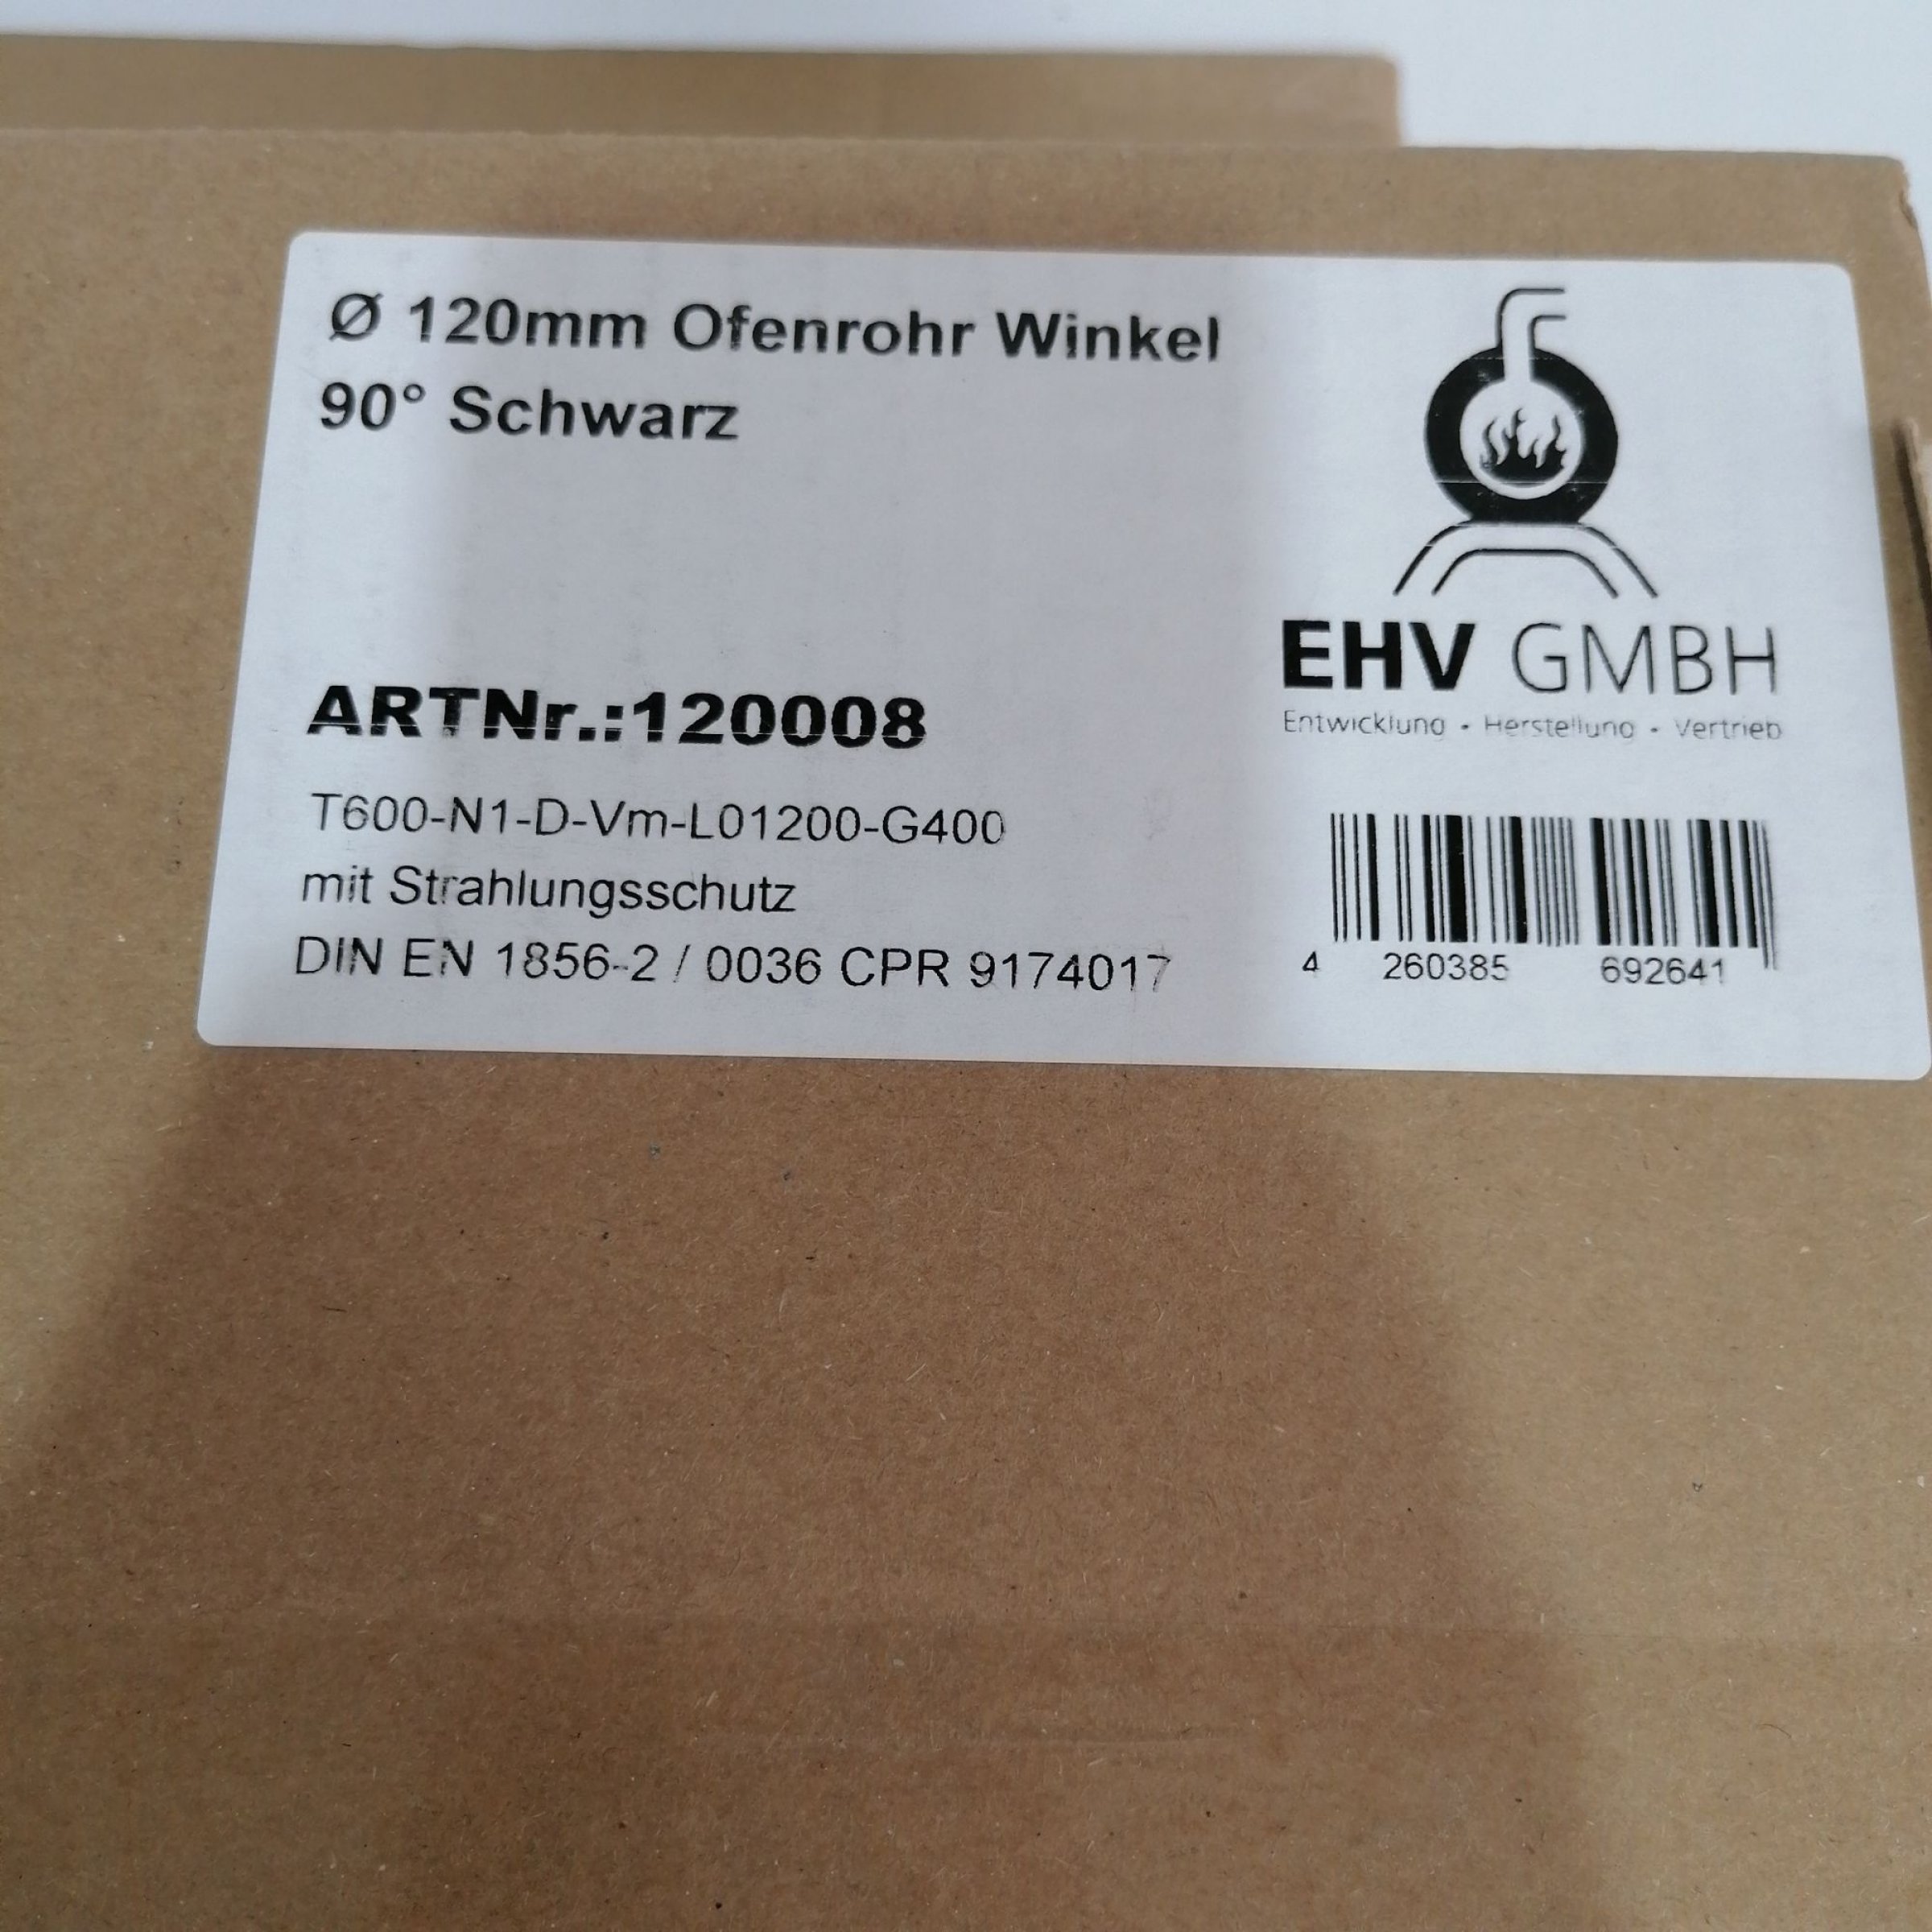 Ø 120mm Ofenrohr Winkel
90° Schwarz
ARTNr.:120008
T600-N1-D-Vm-L01200-G400
mit Strahlungsschutz
DIN EN 1856-2 / 0036 CPR 9174017
EHV GMBH
Entwicklung - Herstellung - Vertrieb
4 260385 692641